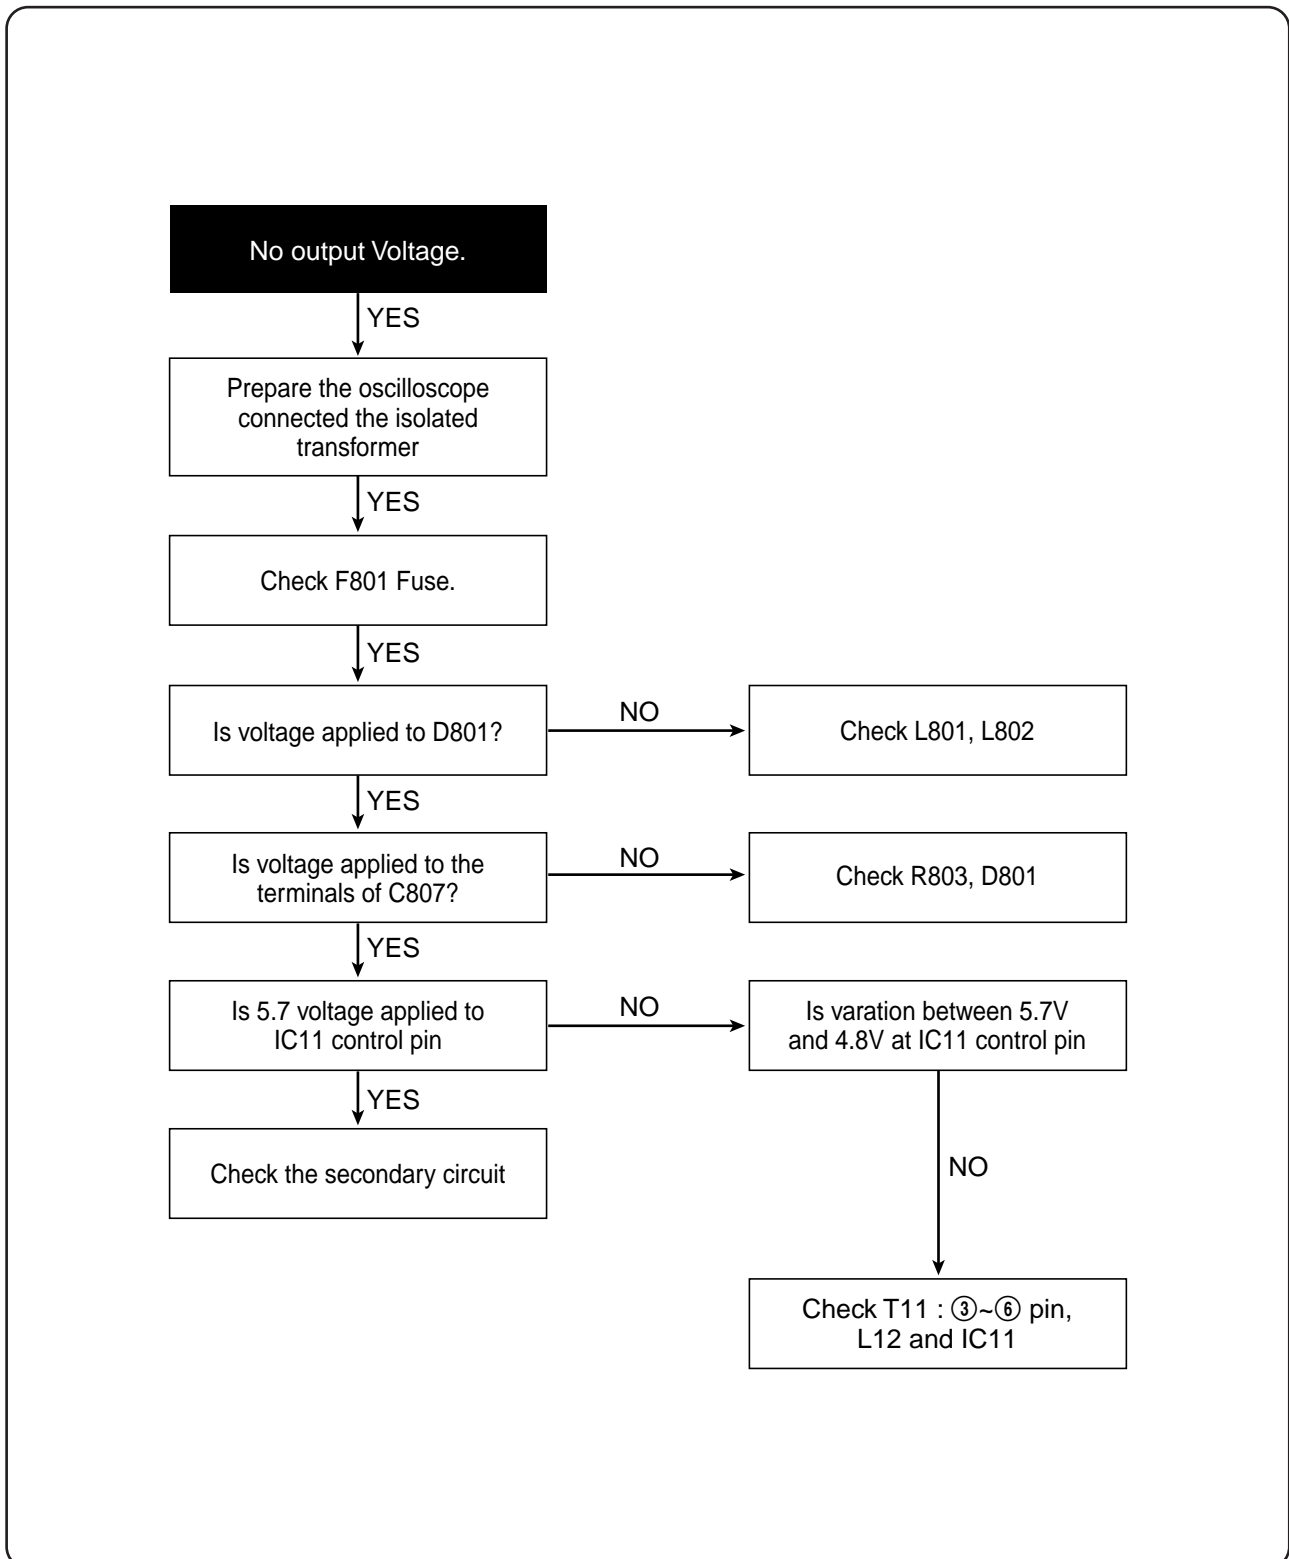 No output Voltage.
YES
Prepare the oscilloscope
connected the isolated
transformer
YES
Check F801 Fuse.
YES
Is voltage applied to D801?
NO
Check L801, L802
YES
Is voltage applied to the
terminals of C807?
NO
Check R803, D801
YES
Is 5.7 voltage applied to
IC11 control pin
NO
Is varation between 5.7V
and 4.8V at IC11 control pin
YES
Check the secondary circuit
NO
Check T11 : ③~⑥ pin,
L12 and IC11